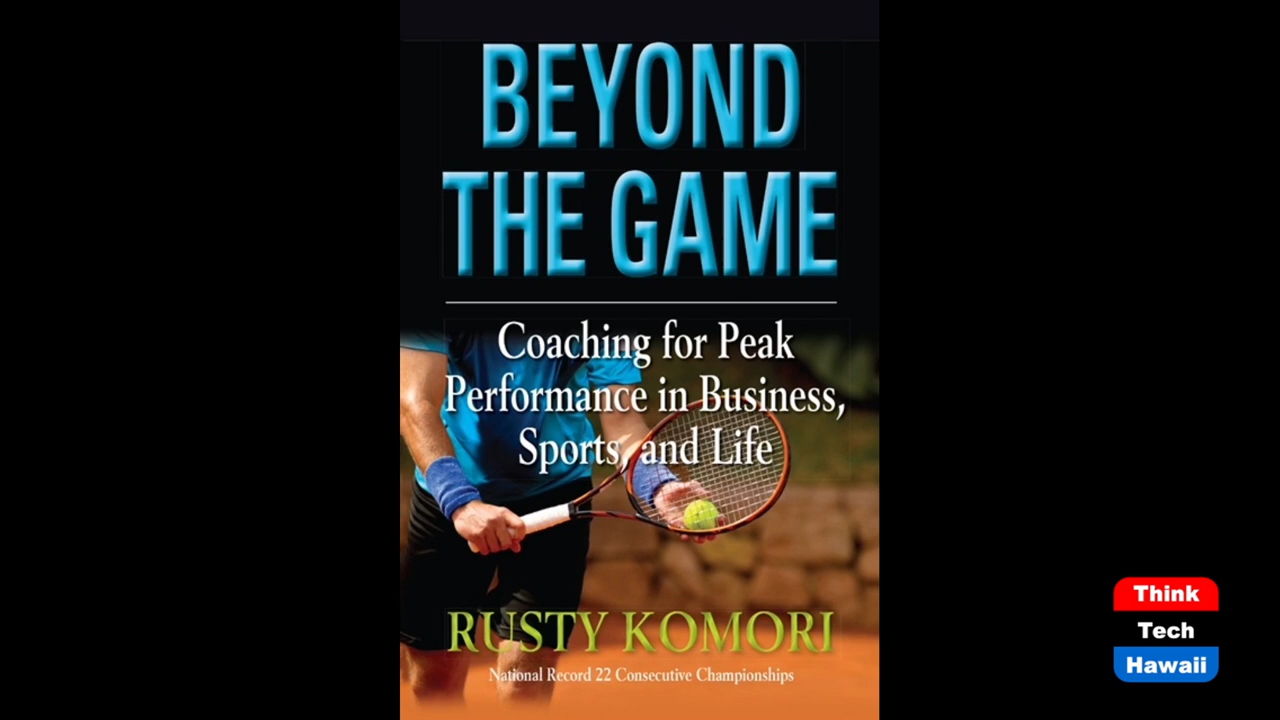 BEYOND
THE GAME
Coaching for Peak
Performance in Business,
Sports, and Life
RUSTY KOMORI
National Record 22 Consecutive Championships
Think
Tech
Hawaii